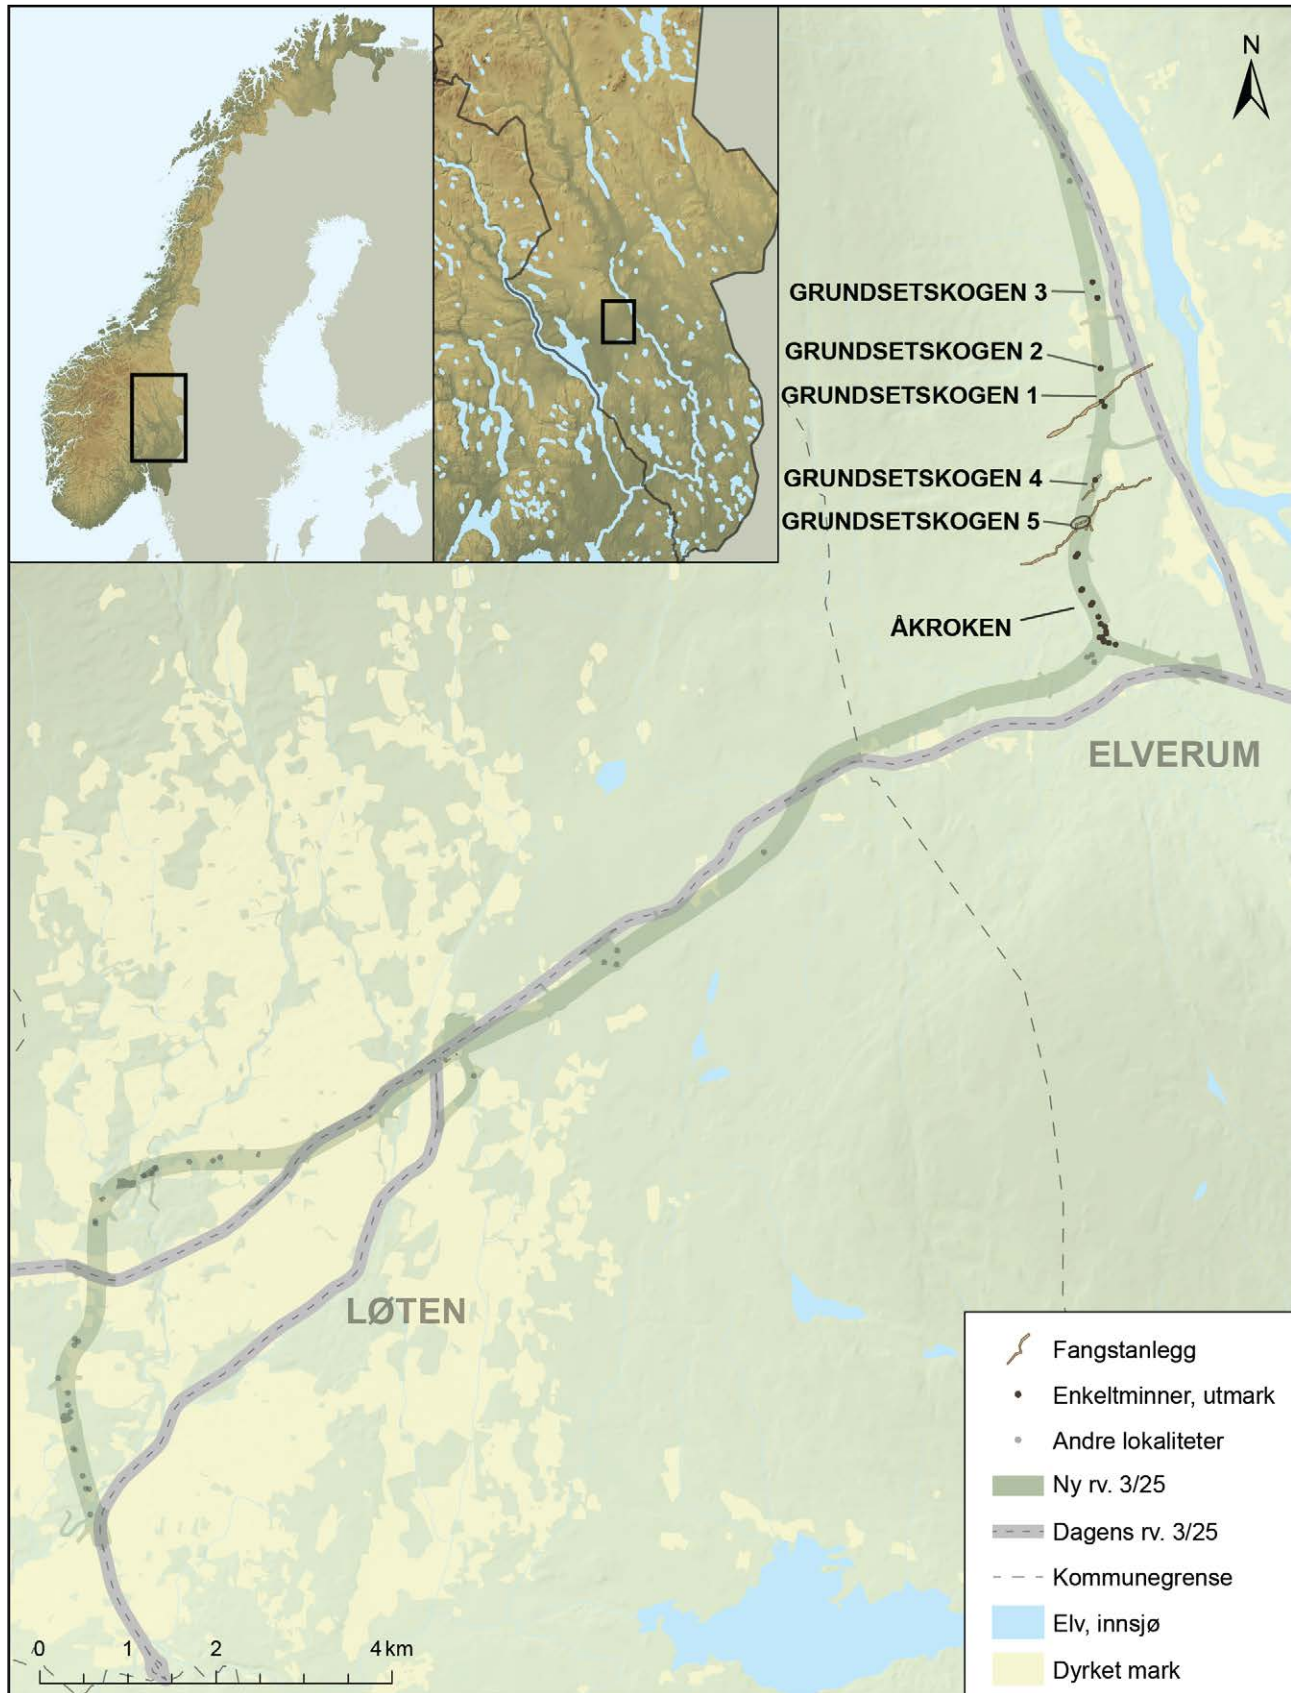 N
GRUNDSETSKOGEN 3
GRUNDSETSKOGEN 2
GRUNDSETSKOGEN 1
GRUNDSETSKOGEN 4
GRUNDSETSKOGEN 5
ÅKROKEN
ELVERUM
LØTEN
Fangstanlegg
Enkeltminner, utmark
Andre lokaliteter
Ny rv. 3/25
Dagens rv. 3/25
Kommunegrense
Elv, innsjø
Dyrket mark
0 1 2 4 km